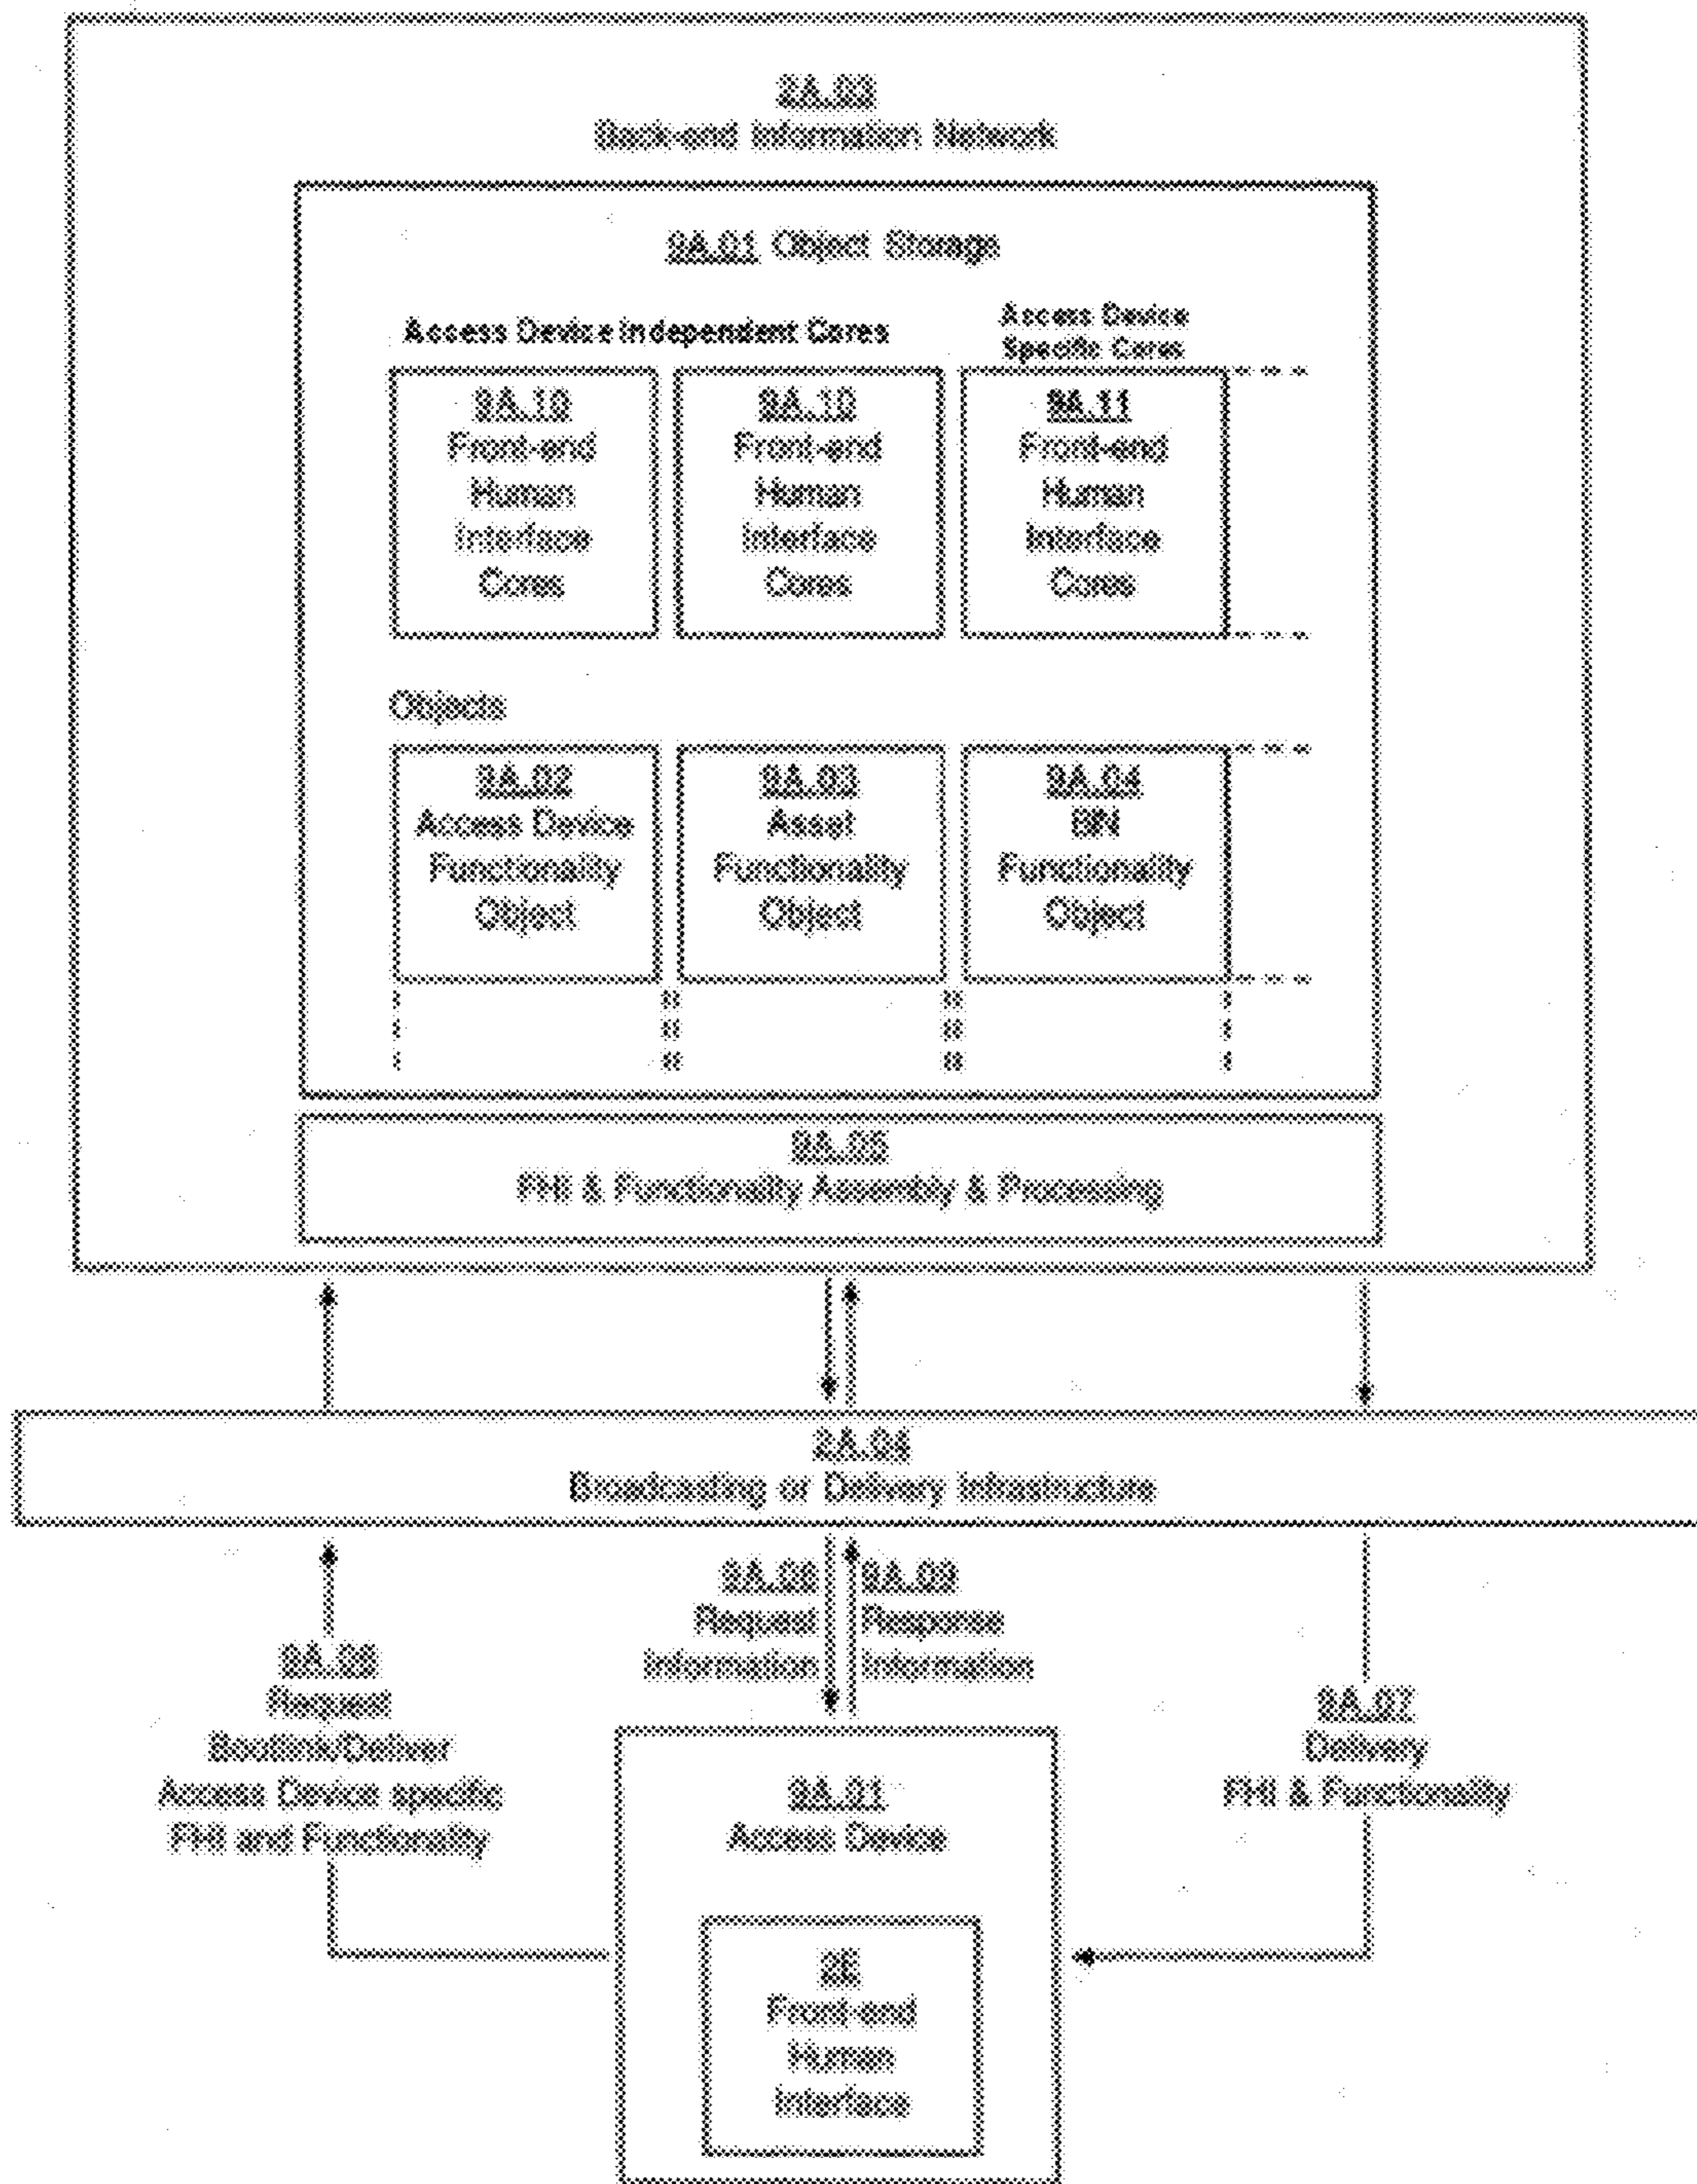 2A.03
Back-end Information Network
9A.01 Object Storage
Access Device Independent Cores
Access Device
Specific Cores
9A.10
Front-end
Human
Interface
Cores
9A.10
Front-end
Human
Interface
Cores
9A.11
Front-end
Human
Interface
Cores
Objects
9A.02
Access Device
Functionality
Object
9A.03
Asset
Functionality
Object
9A.04
BIN
Functionality
Object
9A.05
FHI & Functionality Assembly & Processing
2A.04
Broadcasting or Delivery Infrastructure
Request
Information
9A.09
Response
Information
Request
Access Device specific
FHI and Functionality
9A.07
Delivery
FHI & Functionality
9A.01
Access Device
2E
Front-end
Human
Interface